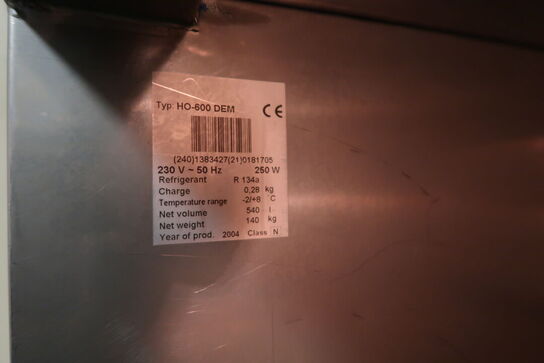 Typ: HO-600 DEM CE
(240)1383427(21)0181705
230 V ~ 50 Hz 250 W
Refrigerant R 134a
Charge 0,28 kg
Temperature range -2/+8 °C
Net volume 540 l
Net weight 140 kg
Year of prod. 2004 Class N